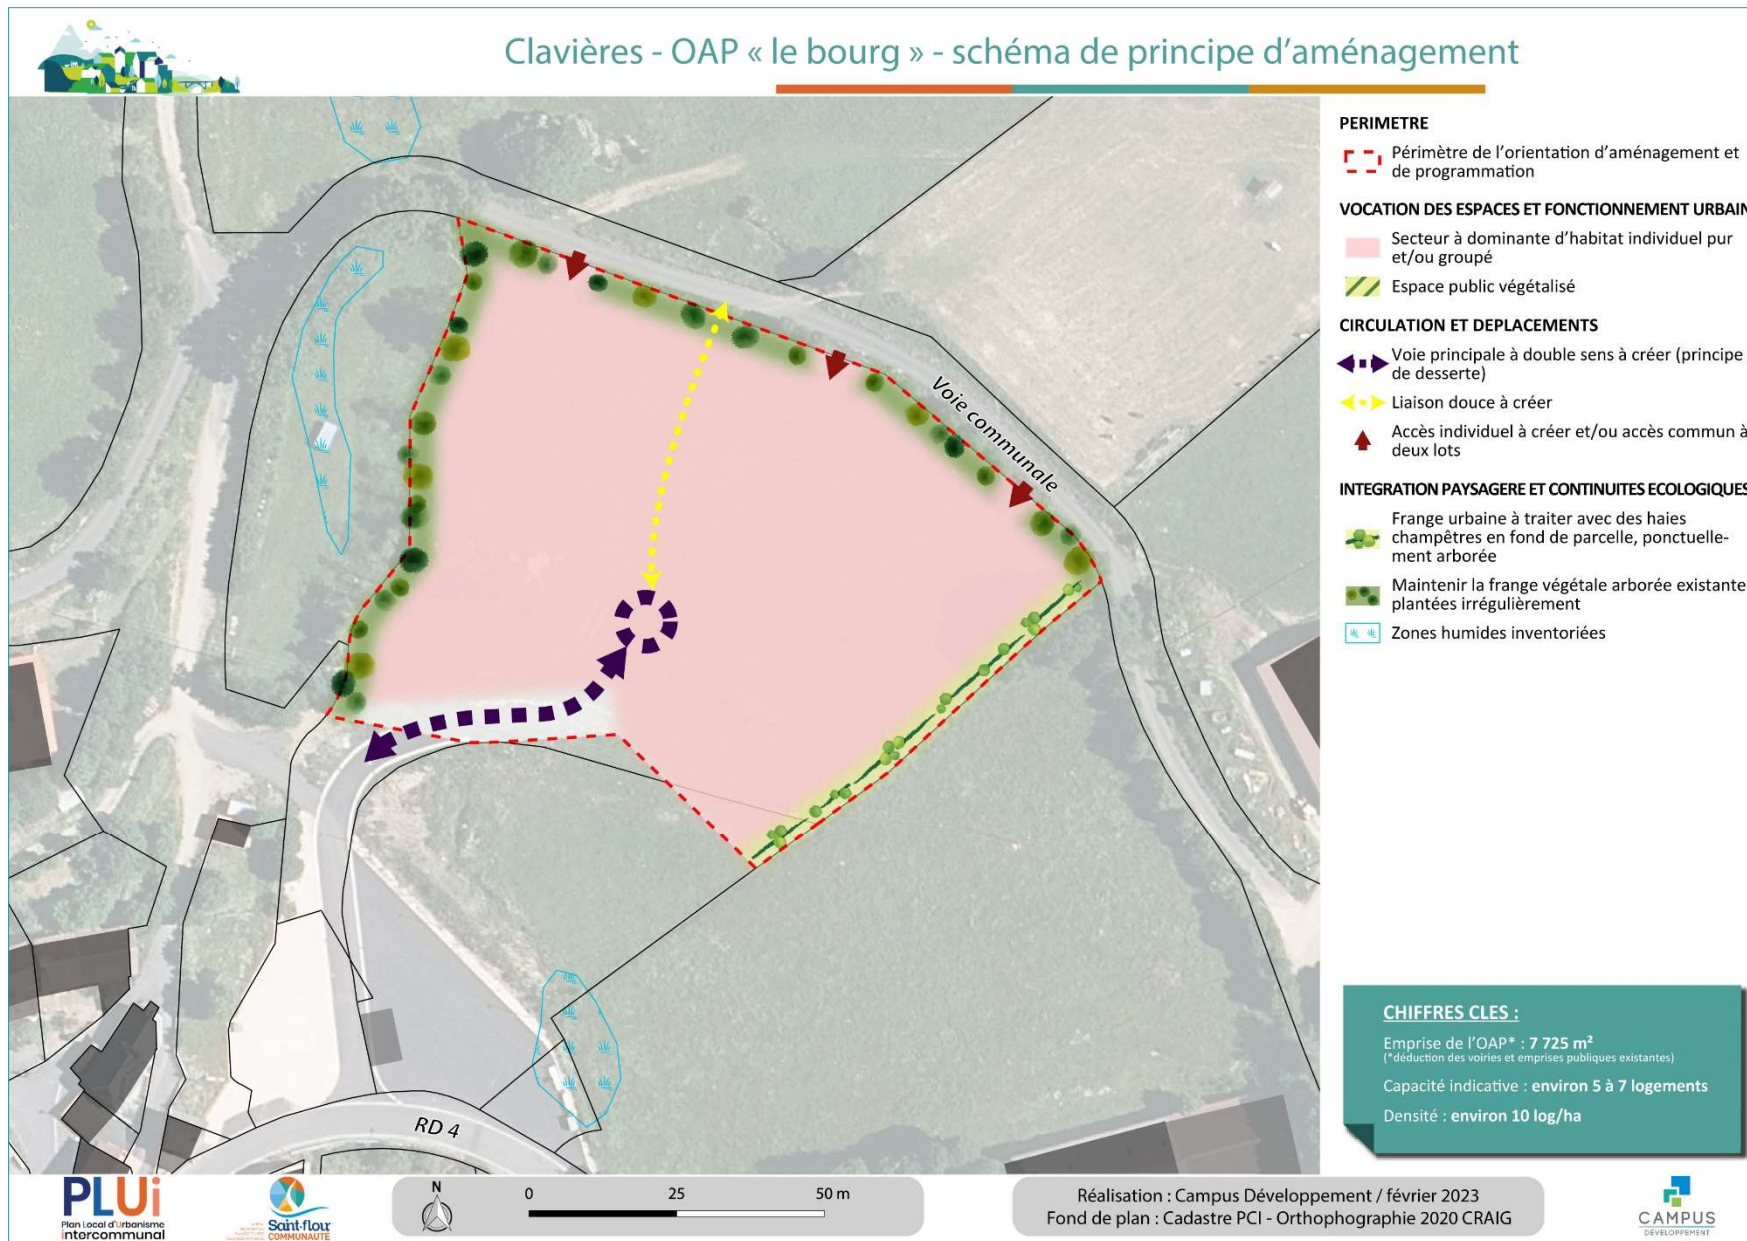 Clavières - OAP « le bourg » - schéma de principe d'aménagement
PERIMETRE
Périmètre de l'orientation d'aménagement et
de programmation
VOCATION DES ESPACES ET FONCTIONNEMENT URBAIN
Secteur à dominante d'habitat individuel pur
et/ou groupé
Espace public végétalisé
CIRCULATION ET DEPLACEMENTS
Voie principale à double sens à créer (principe
de desserte)
Liaison douce à créer
Accès individuel à créer et/ou accès commun à
deux lots
INTEGRATION PAYSAGERE ET CONTINUITES ECOLOGIQUES
Frange urbaine à traiter avec des haies
champêtres en fond de parcelle, ponctuelle-
ment arborée
Maintenir la frange végétale arborée existante
plantées irrégulièrement
Zones humides inventoriées
Voie communale
RD 4
CHIFFRES CLES :
Emprise de l'OAP* : 7 725 m²
(*déduction des voiries et emprises publiques existantes)
Capacité indicative : environ 5 à 7 logements
Densité : environ 10 log/ha
PLUi
Plan Local d'Urbanisme
intercommunal
Saint-flour
COMMUNAUTÉ
N
0 25 50 m
Réalisation : Campus Développement / février 2023
Fond de plan : Cadastre PCI - Orthophographie 2020 CRAIG
CAMPUS
DÉVELOPPEMENT